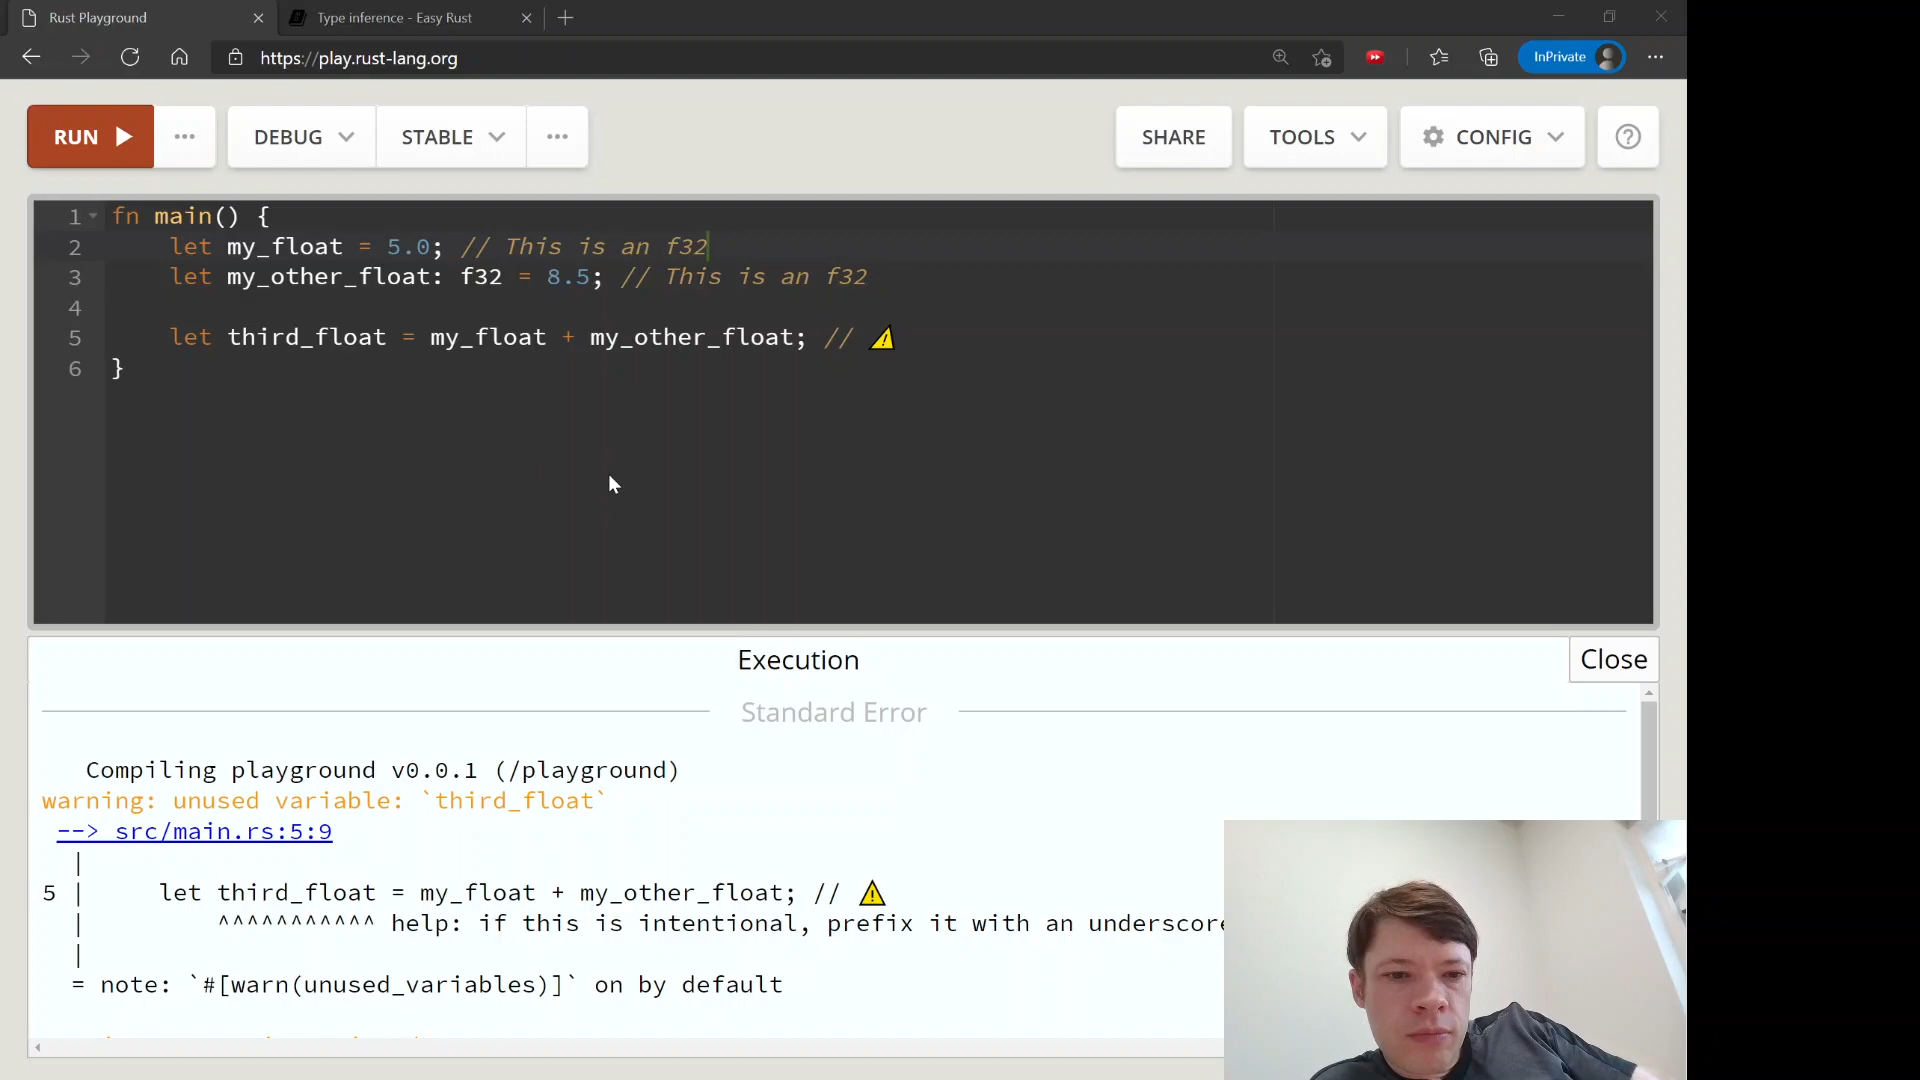 Rust Playground
Type inference - Easy Rust
https://play.rust-lang.org
InPrivate
RUN
DEBUG
STABLE
SHARE
TOOLS
CONFIG
1 fn main() {
2 let my_float = 5.0; // This is an f32
3 let my_other_float: f32 = 8.5; // This is an f32
4
5 let third_float = my_float + my_other_float; // ⚠
6 }
Execution
Close
Standard Error
Compiling playground v0.0.1 (/playground)
warning: unused variable: `third_float`
--> src/main.rs:5:9
|
5 | let third_float = my_float + my_other_float; // ⚠
| ^^^^^^^^^^^ help: if this is intentional, prefix it with an underscore
|
= note: `#[warn(unused_variables)]` on by default